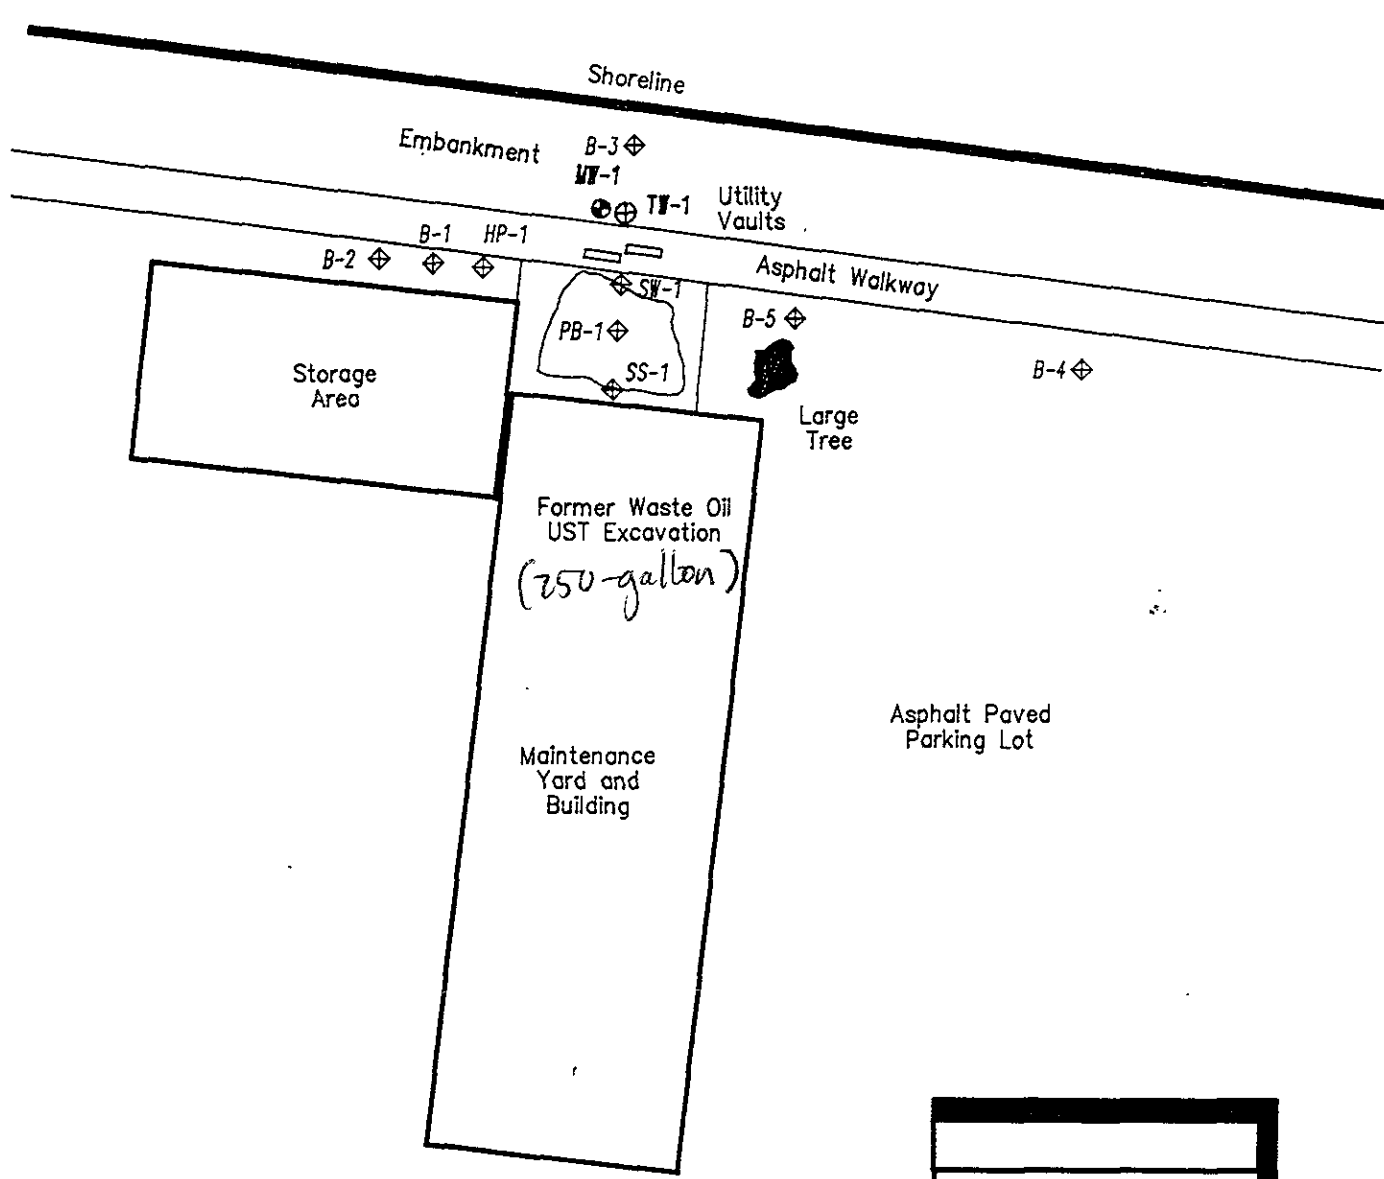 Shoreline
Embankment
B-3
MW-1
TW-1
Utility
Vaults
B-1
HP-1
B-2
Asphalt Walkway
SW-1
PB-1
B-5
SS-1
B-4
Storage
Area
Large
Tree
Former Waste Oil
UST Excavation
(250-gallon)
Asphalt Paved
Parking Lot
Maintenance
Yard and
Building